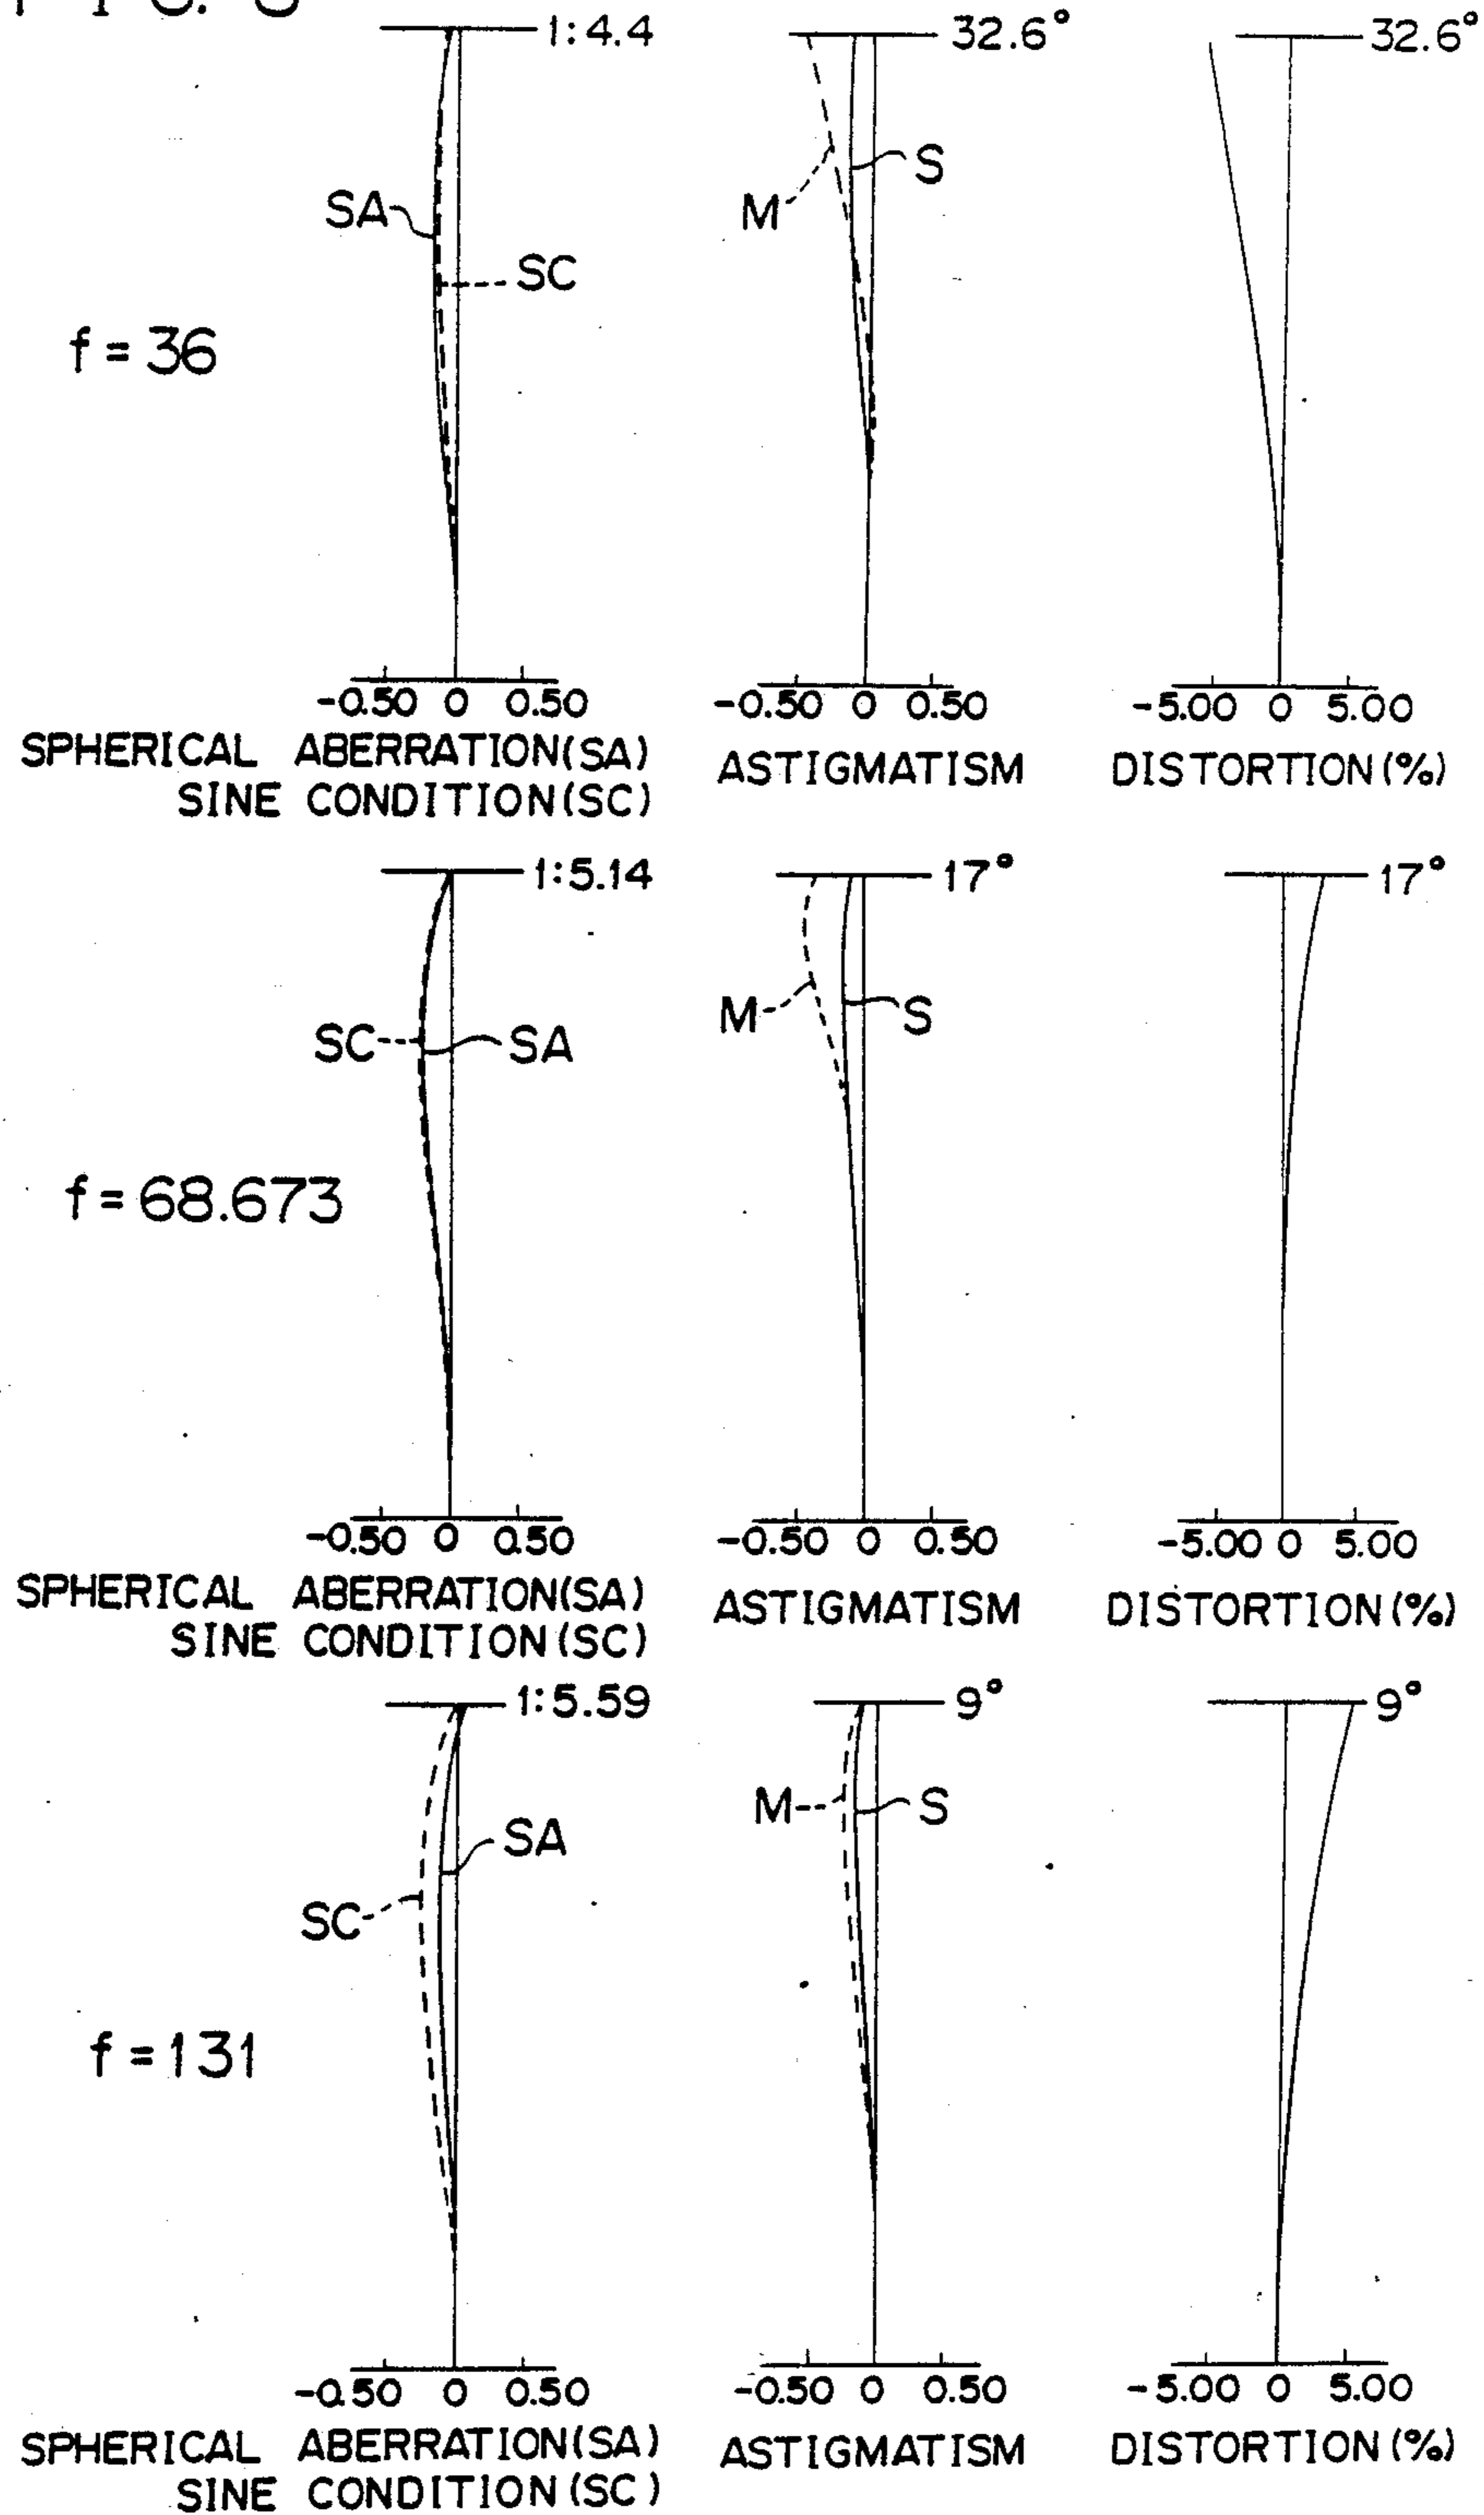 1:4.4 32.6° 32.6°
M S
SA
SC
f=36
-0.50 0 0.50 -0.50 0 0.50 -5.00 0 5.00
SPHERICAL ABERRATION(SA) ASTIGMATISM DISTORTION(%)
SINE CONDITION(SC)
1:5.14 17° 17°
SC SA M S
f=68.673
-0.50 0 0.50 -0.50 0 0.50 -5.00 0 5.00
SPHERICAL ABERRATION(SA) ASTIGMATISM DISTORTION(%)
SINE CONDITION(SC)
1:5.59 9° 9°
M S
SA
SC
f=131
-0.50 0 0.50 -0.50 0 0.50 -5.00 0 5.00
SPHERICAL ABERRATION(SA) ASTIGMATISM DISTORTION(%)
SINE CONDITION(SC)